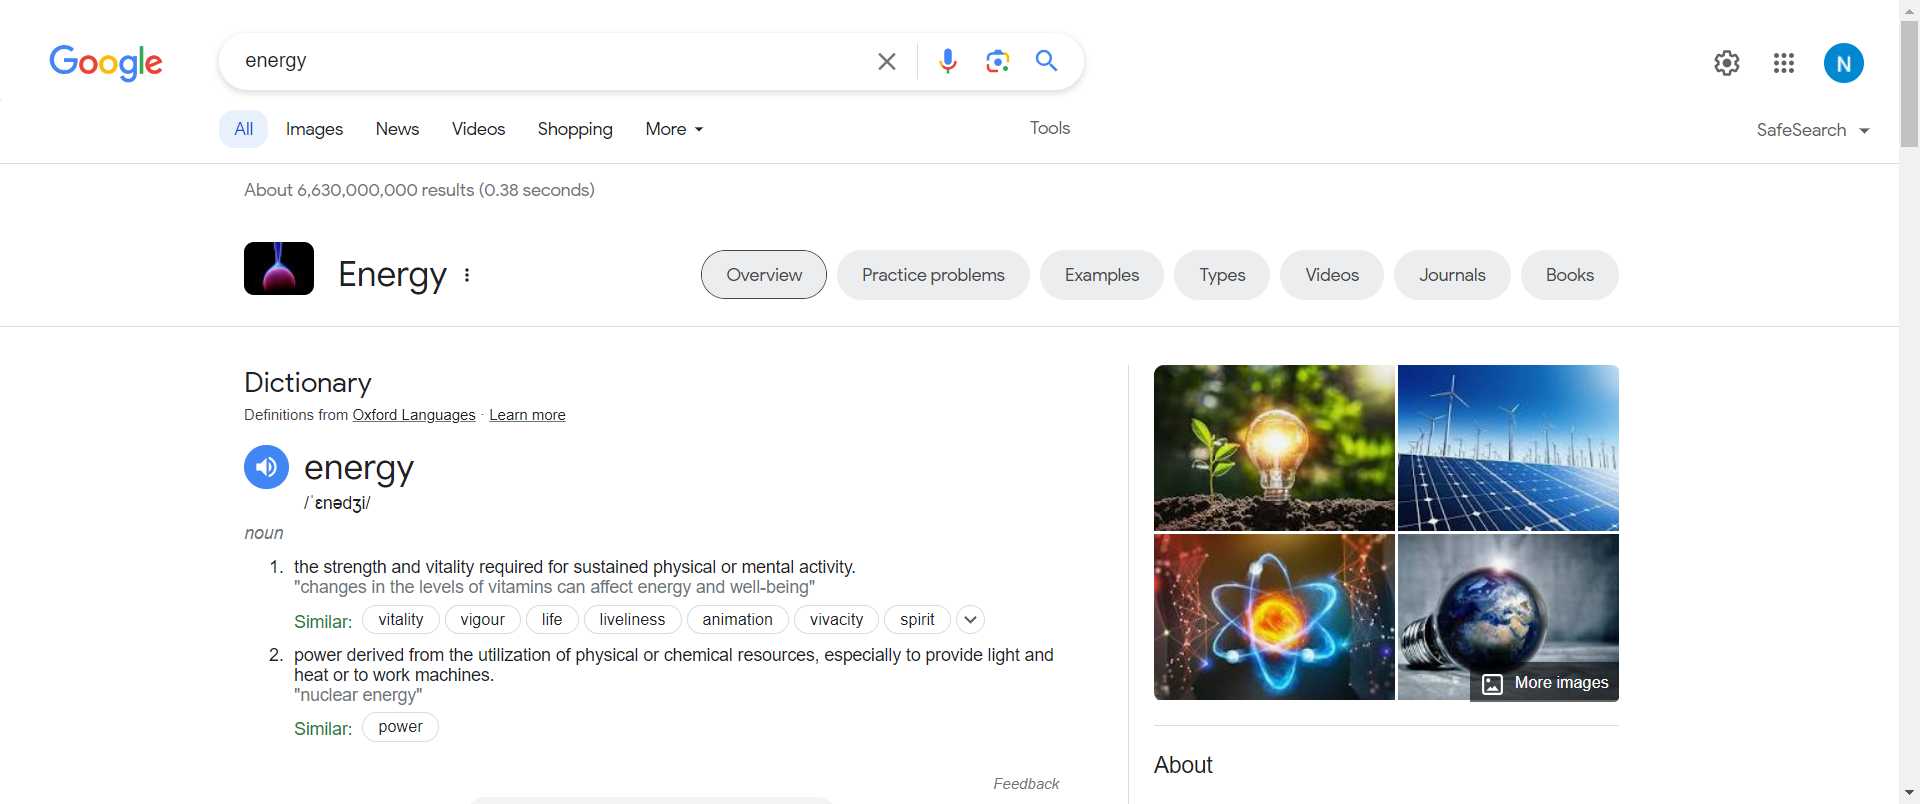 Google
energy
N
All Images News Videos Shopping More Tools SafeSearch
About 6,630,000,000 results (0.38 seconds)
Energy
Overview Practice problems Examples Types Videos Journals Books
Dictionary
Definitions from Oxford Languages · Learn more
energy
/ˈɛnədʒi/
noun
1. the strength and vitality required for sustained physical or mental activity.
"changes in the levels of vitamins can affect energy and well-being"
Similar: vitality vigour life liveliness animation vivacity spirit
2. power derived from the utilization of physical or chemical resources, especially to provide light and
heat or to work machines.
"nuclear energy"
Similar: power
Feedback
More images
About